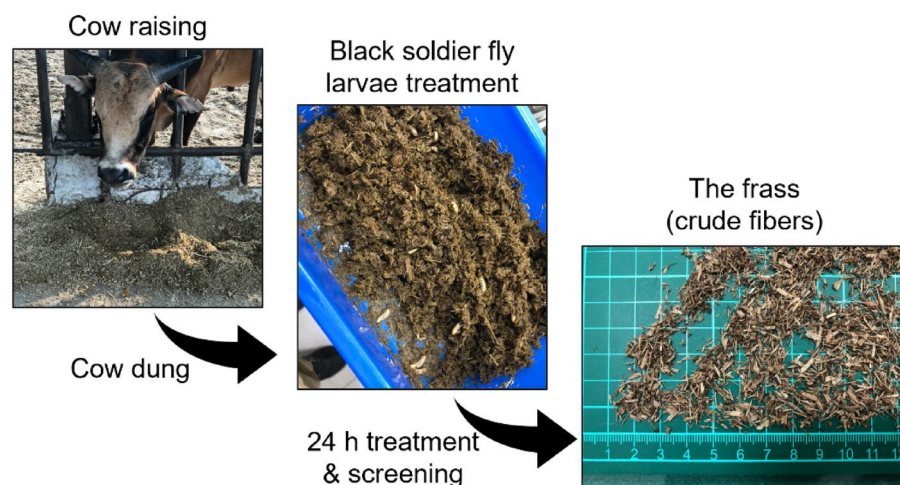 Cow raising
Black soldier fly
larvae treatment
The frass
(crude fibers)
Cow dung
24 h treatment
& screening
1 2 3 4 5 6 7 8 9 10 11 12